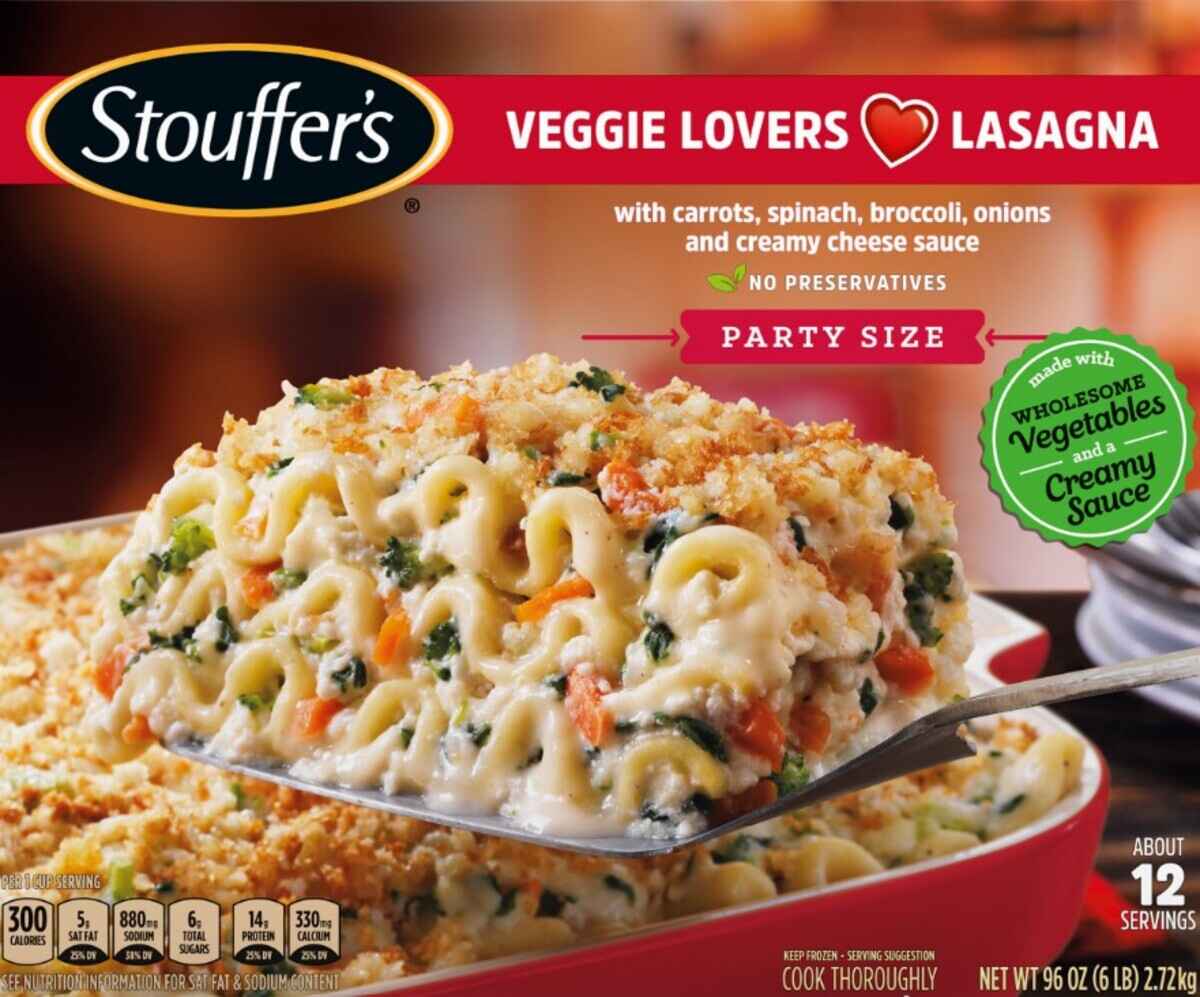 Stouffer's
®
VEGGIE LOVERS LASAGNA
with carrots, spinach, broccoli, onions
and creamy cheese sauce
NO PRESERVATIVES
PARTY SIZE
made with
WHOLESOME
Vegetables
and a
Creamy
Sauce
PER 1 CUP SERVING
300 CALORIES
5g SAT FAT 25% DV
880mg SODIUM 38% DV
6g TOTAL SUGARS
14g PROTEIN 25% DV
330mg CALCIUM 25% DV
SEE NUTRITION INFORMATION FOR SAT FAT & SODIUM CONTENT
ABOUT
12
SERVINGS
KEEP FROZEN • SERVING SUGGESTION
COOK THOROUGHLY
NET WT 96 OZ (6 LB) 2.72kg